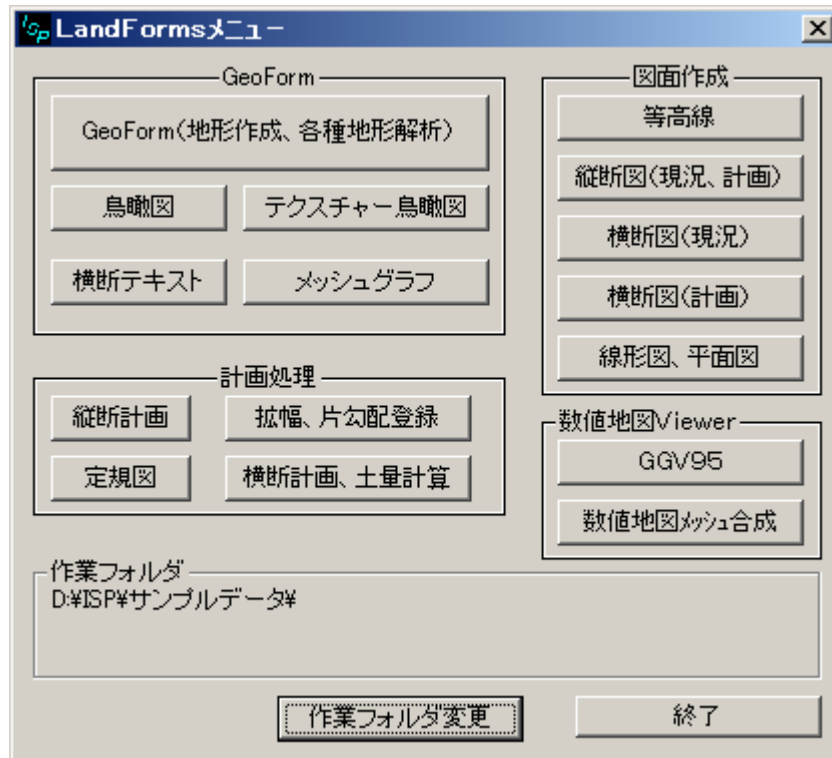 ISP LandFormsメニュー
GeoForm
GeoForm(地形作成、各種地形解析)
鳥瞰図
テクスチャー鳥瞰図
横断テキスト
メッシュグラフ
計画処理
縦断計画
拡幅、片勾配登録
定規図
横断計画、土量計算
図面作成
等高線
縦断図(現況、計画)
横断図(現況)
横断図(計画)
線形図、平面図
数値地図Viewer
GGV95
数値地図メッシュ合成
作業フォルダ
D:¥ISP¥サンプルデータ¥
作業フォルダ変更
終了